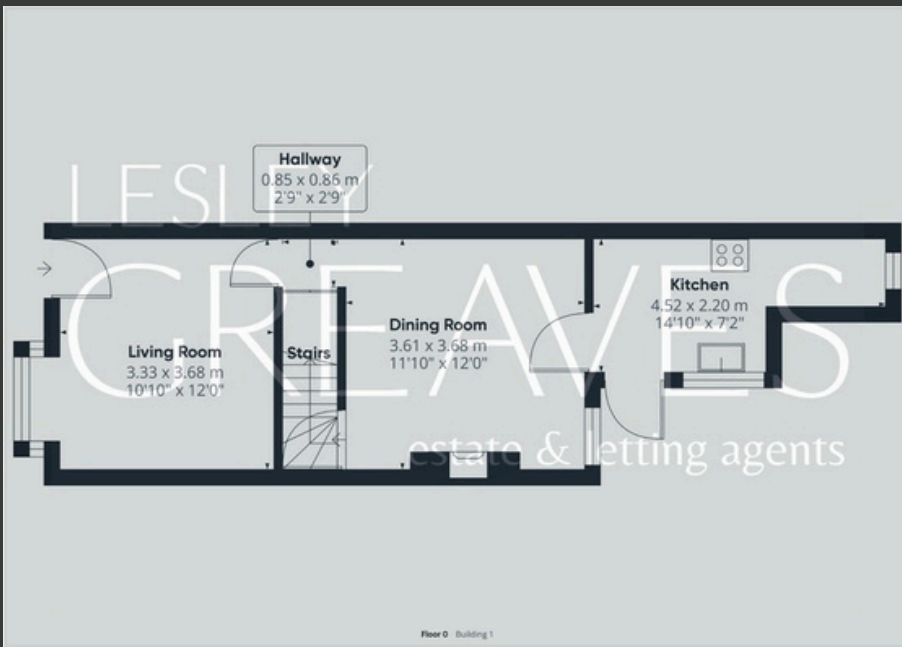 LESLEY
GREAVES
estate & letting agents
Hallway
0.85 x 0.86 m
2'9" x 2'9"
Living Room
3.33 x 3.68 m
10'10" x 12'0"
Stairs
Dining Room
3.61 x 3.68 m
11'10" x 12'0"
Kitchen
4.52 x 2.20 m
14'10" x 7'2"
Floor 0 Building 1